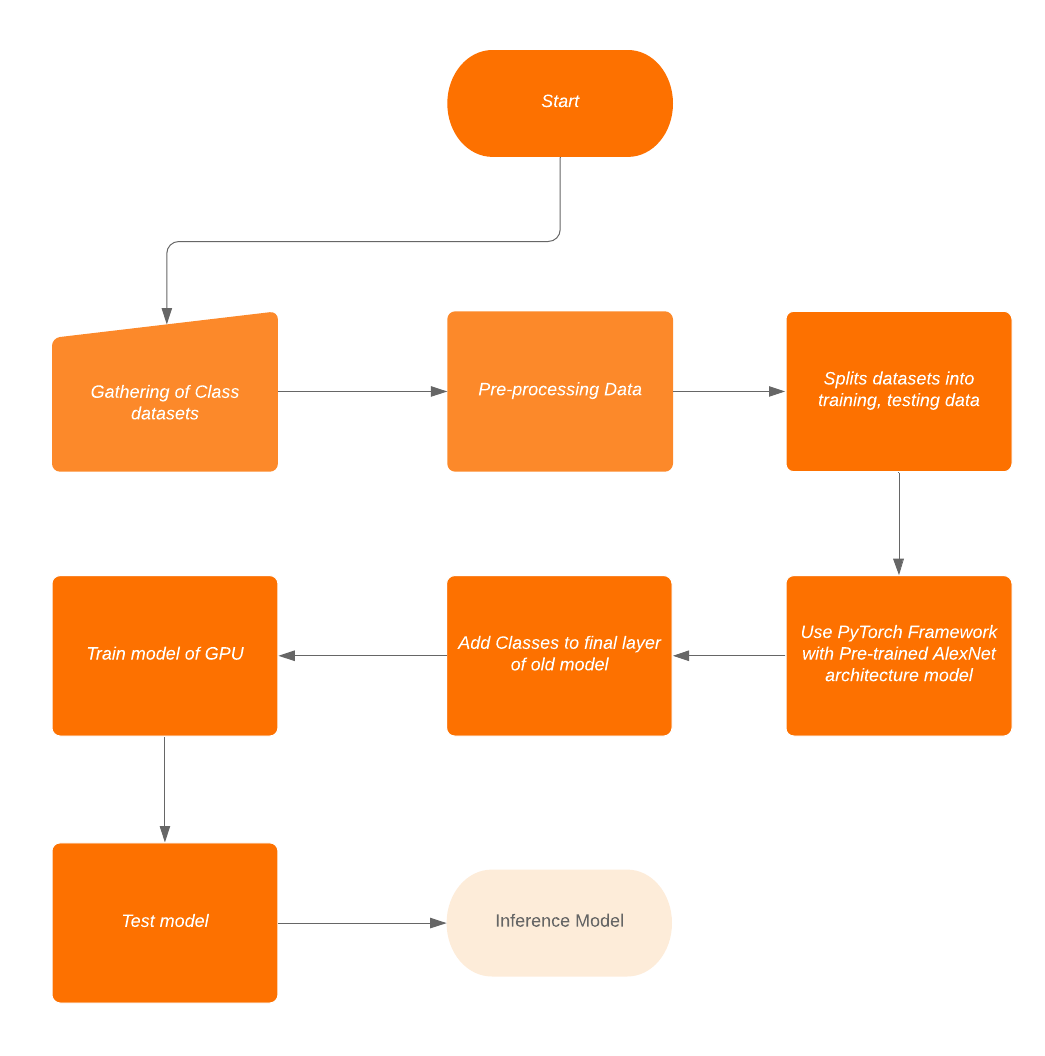 Start
Gathering of Class
datasets
Pre-processing Data
Splits datasets into
training, testing data
Use PyTorch Framework
with Pre-trained AlexNet
architecture model
Add Classes to final layer
of old model
Train model of GPU
Test model
Inference Model